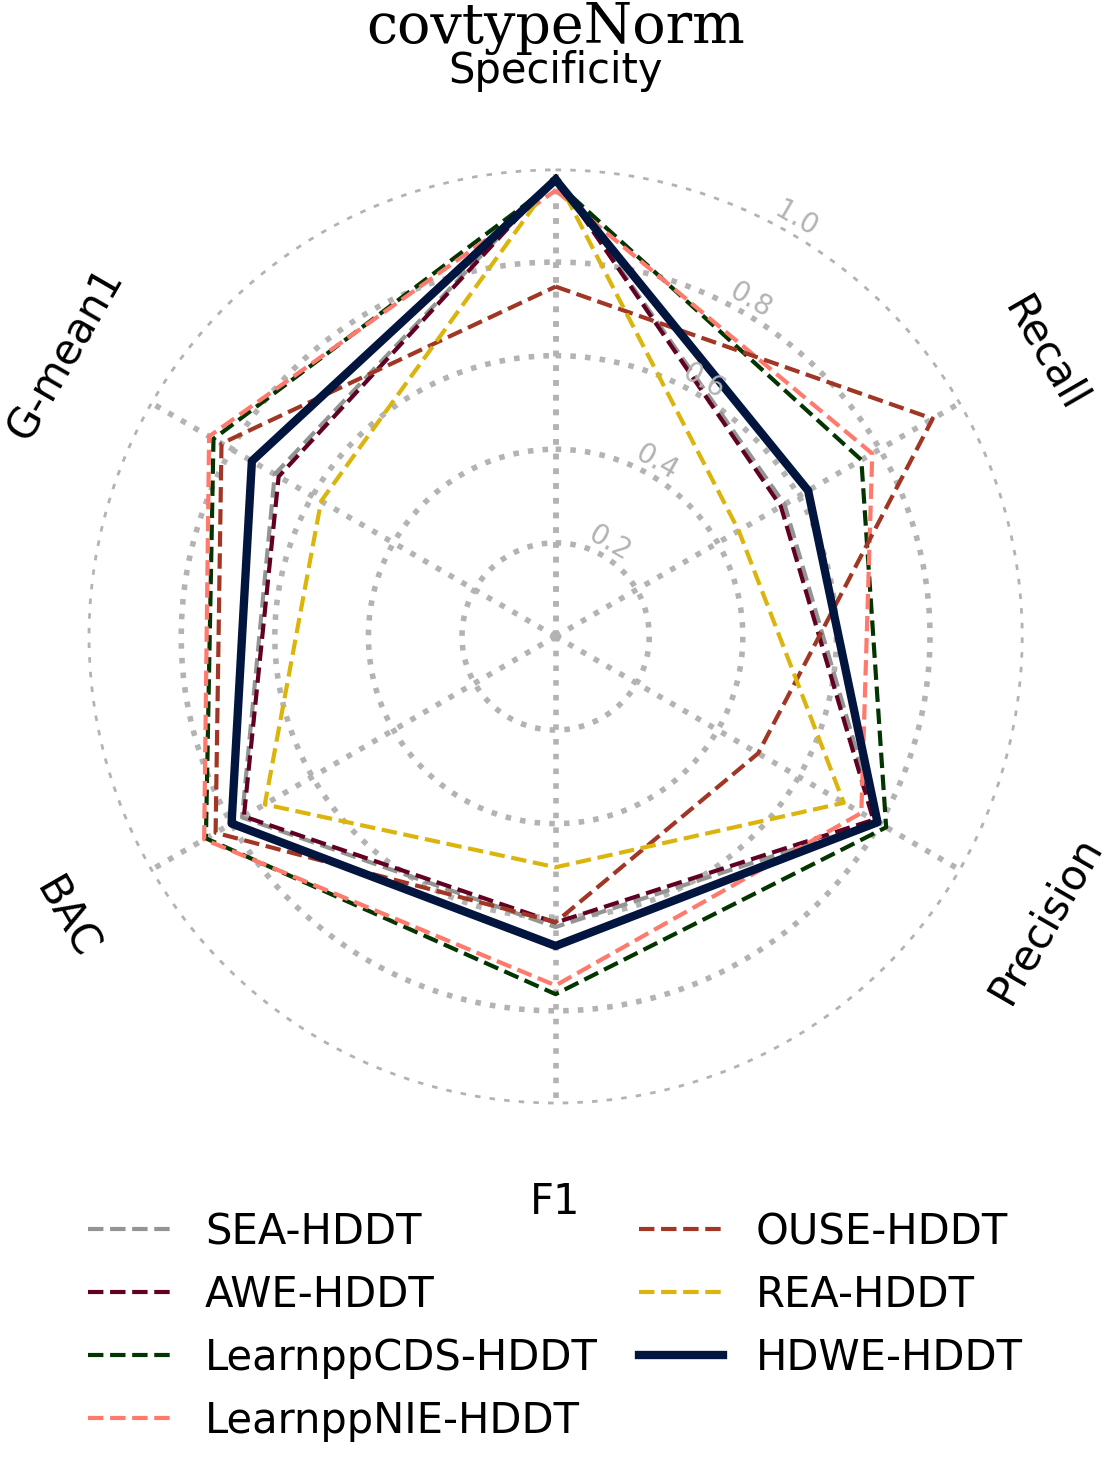 covtypeNorm
Specificity
1.0
Recall
0.8
G-mean1
0.6
0.4
0.2
BAC
Precision
F1
SEA-HDDT
AWE-HDDT
LearnppCDS-HDDT
LearnppNIE-HDDT
OUSE-HDDT
REA-HDDT
HDWE-HDDT